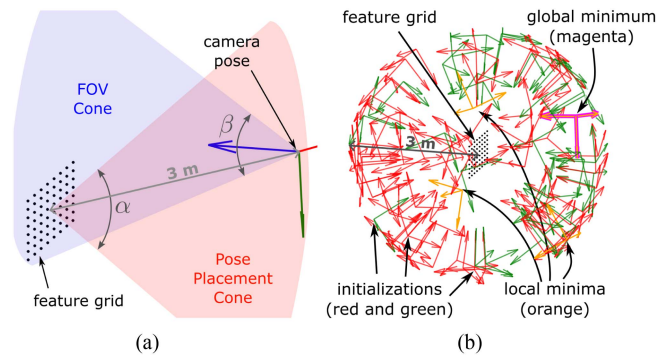 camera
pose
FOV
Cone
β
3 m
α
Pose
Placement
Cone
feature grid
(a)
feature grid
global minimum
(magenta)
3 m
initializations
(red and green)
local minima
(orange)
(b)